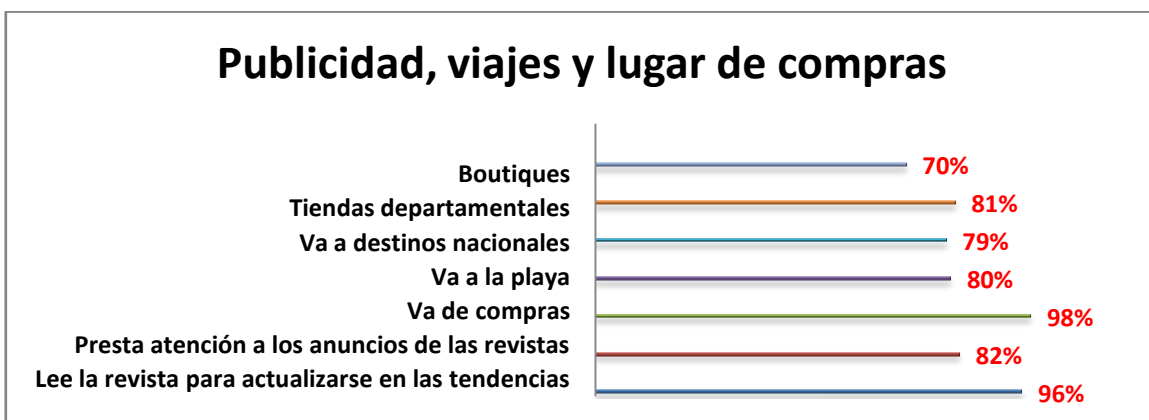 Publicidad, viajes y lugar de compras
Boutiques 70%
Tiendas departamentales 81%
Va a destinos nacionales 79%
Va a la playa 80%
Va de compras 98%
Presta atención a los anuncios de las revistas 82%
Lee la revista para actualizarse en las tendencias 96%